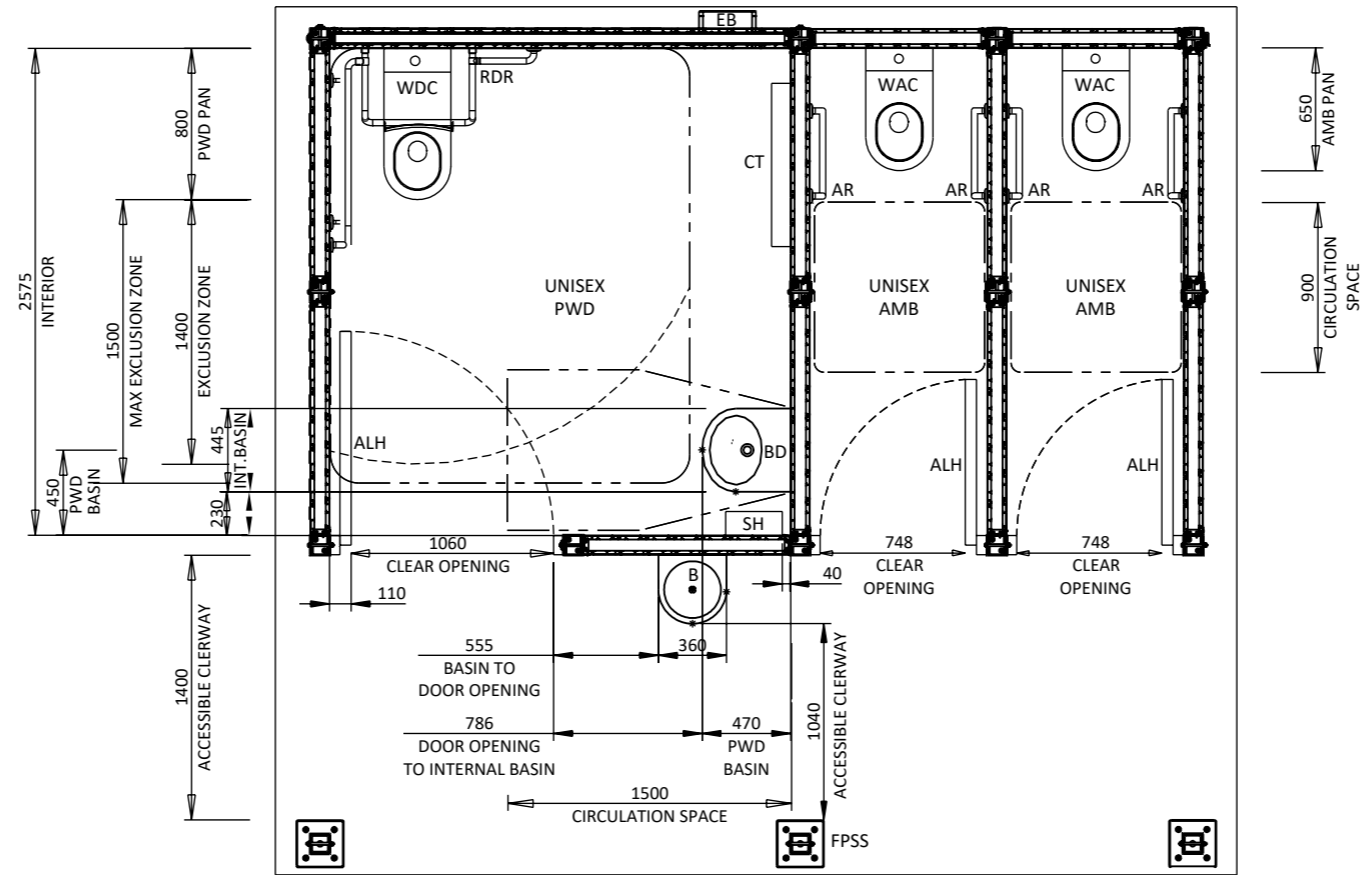 EB
WDC
RDR
WAC
WAC
800
PWD PAN
650
AMB PAN
CT
AR
AR
AR
AR
2575
INTERIOR
1500
MAX EXCLUSION ZONE
1400
EXCLUSION ZONE
UNISEX
PWD
UNISEX
AMB
UNISEX
AMB
900
CIRCULATION
SPACE
445
INT.BASIN
ALH
BD
ALH
ALH
450
PWD
BASIN
230
SH
1060
CLEAR OPENING
748
CLEAR
OPENING
748
CLEAR
OPENING
110
B
40
555
BASIN TO
DOOR OPENING
360
1400
ACCESSIBLE CLERWAY
1040
ACCESSIBLE CLERWAY
786
DOOR OPENING
TO INTERNAL BASIN
470
PWD
BASIN
1500
CIRCULATION SPACE
FPSS